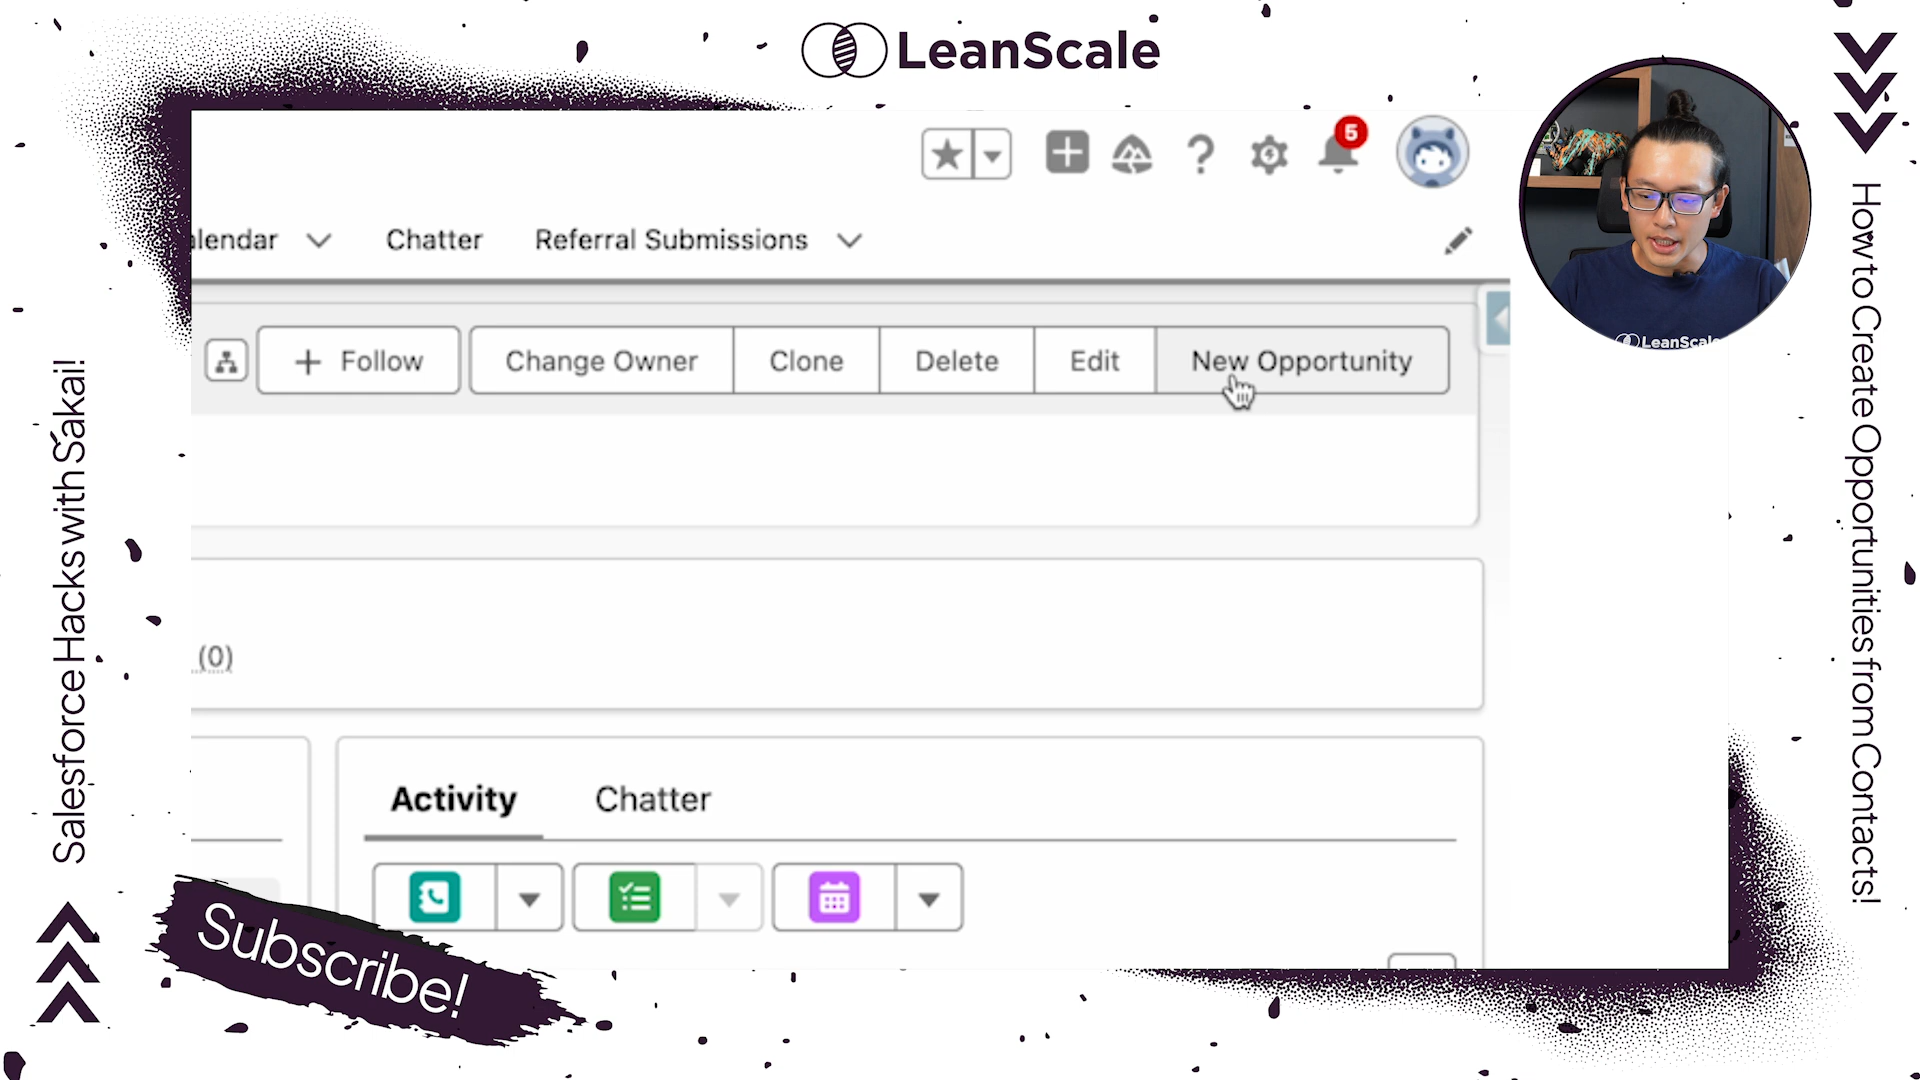 LeanScale
5
alendar
Chatter
Referral Submissions
+ Follow
Change Owner
Clone
Delete
Edit
New Opportunity
(0)
Activity
Chatter
Subscribe!
Salesforce Hacks with Sakai!
How to Create Opportunities from Contacts!
LeanScale